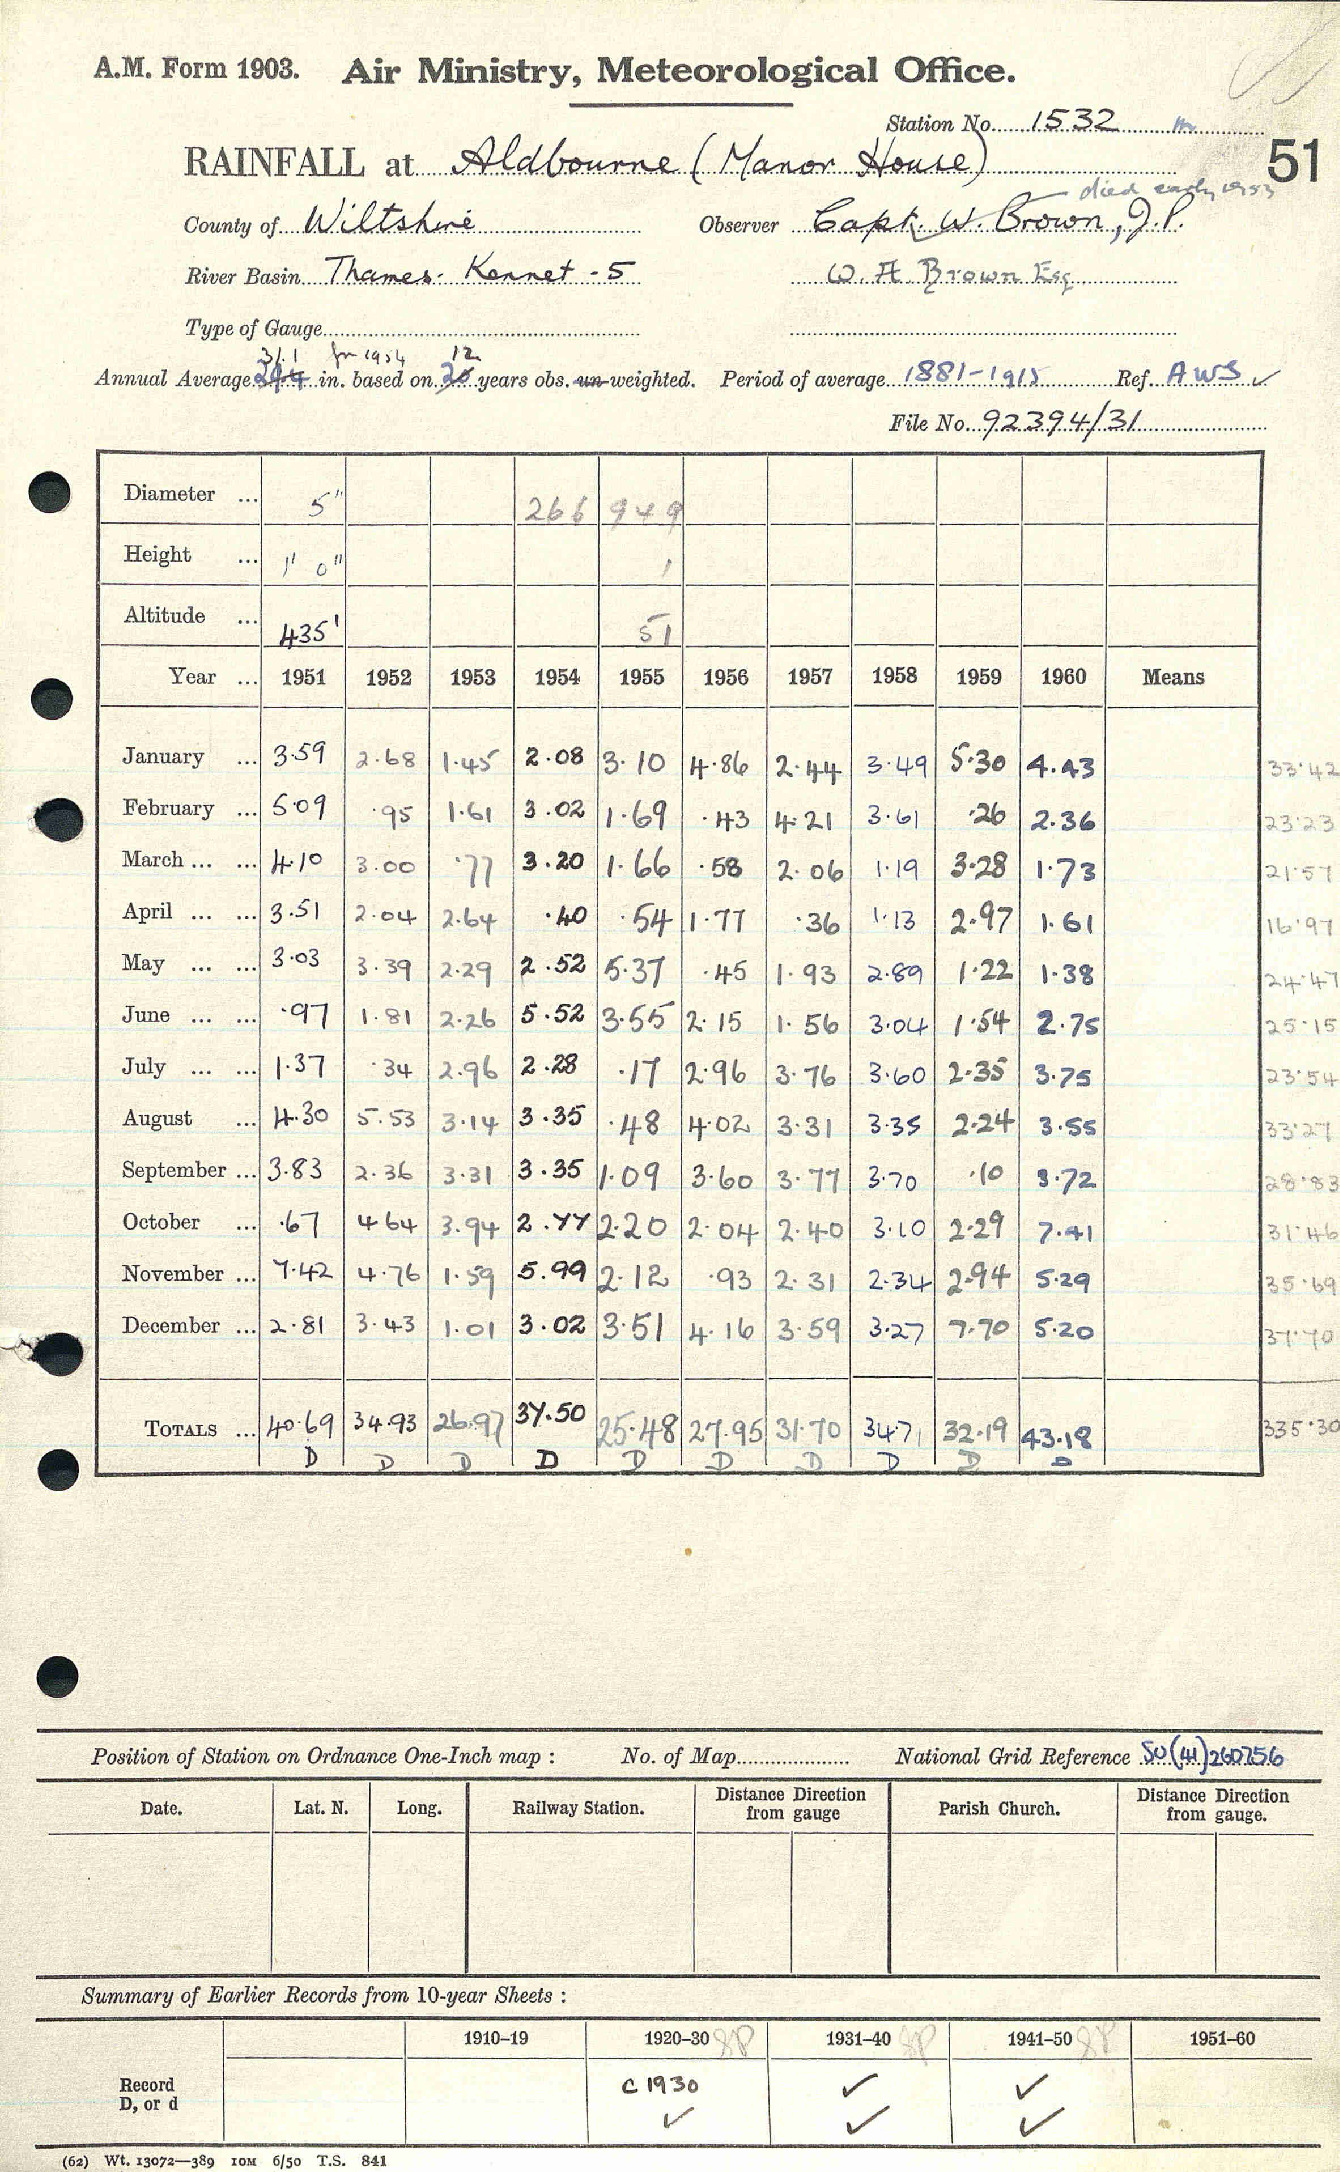 A.M. Form 1903. Air Ministry, Meteorological Office.
Station No. 1532 m
RAINFALL at Aldbourne (Manor House) 51
died early 1953
County of Wiltshire Observer Capt. W. Brown, J.P.
River Basin Thames. Kennet - 5 W. A. Brown Esq
Type of Gauge
31.1 for 1954 12
Annual Average in. based on years obs. un-weighted. Period of average 1881-1915 Ref. AWS ✓
File No. 92394/31
Diameter ... 5" 266 949
Height ... 1' 0" 1
Altitude ... 435' 51
Year ... 1951 1952 1953 1954 1955 1956 1957 1958 1959 1960 Means
January ... 3.59 2.68 1.45 2.08 3.10 4.86 2.44 3.49 5.30 4.43 33.42
February ... 5.09 .95 1.61 3.02 1.69 .43 4.21 3.61 .26 2.36 23.23
March ... ... 4.10 3.00 .77 3.20 1.66 .58 2.06 1.19 3.28 1.73 21.57
April ... ... 3.51 2.04 2.64 .40 .54 1.77 .36 1.13 2.97 1.61 16.97
May ... ... 3.03 3.39 2.29 2.52 5.37 .45 1.93 2.89 1.22 1.38 24.47
June ... ... .97 1.81 2.26 5.52 3.55 2.15 1.56 3.04 1.54 2.75 25.15
July ... ... 1.37 .34 2.96 2.28 .17 2.96 3.76 3.60 2.35 3.75 23.54
August ... 4.30 5.53 3.14 3.35 .48 4.02 3.31 3.35 2.24 3.55 33.27
September ... 3.83 2.36 3.31 3.35 1.09 3.60 3.77 3.70 .10 3.72 28.83
October ... .67 4.64 3.94 2.77 2.20 2.04 2.40 3.10 2.29 7.41 31.46
November ... 7.42 4.76 1.59 5.99 2.12 .93 2.31 2.34 2.94 5.29 35.69
December ... 2.81 3.43 1.01 3.02 3.51 4.16 3.59 3.27 7.70 5.20 37.70
TOTALS ... 40.69 34.93 26.97 37.50 25.48 27.95 31.70 34.71 32.19 43.18 335.30
D D D D D D D D D D
Position of Station on Ordnance One-Inch map : No. of Map National Grid Reference SU(41)260756
Date. Lat. N. Long. Railway Station. Distance from gauge Direction Parish Church. Distance from gauge. Direction
Summary of Earlier Records from 10-year Sheets :
1910–19 1920–30 SP 1931–40 SP 1941–50 SP 1951–60
Record D, or d c 1930 ✓ ✓
✓ ✓ ✓
(62) Wt. 13072—389 10M 6/50 T.S. 841